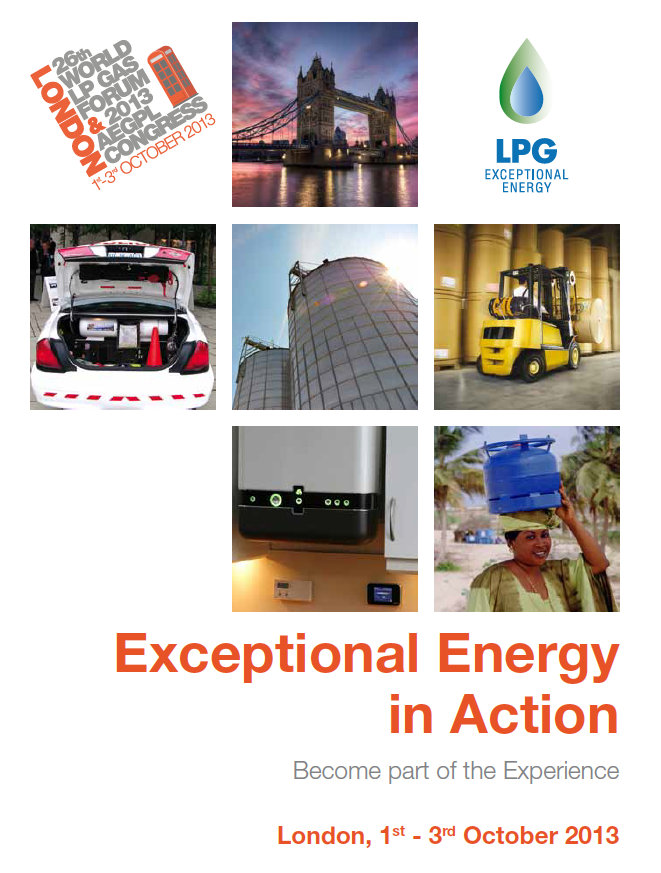 26th
WORLD
LP GAS
FORUM
& 2013
AEGPL
CONGRESS
LONDON
1st-3rd OCTOBER 2013
LPG
EXCEPTIONAL
ENERGY
Exceptional Energy
in Action
Become part of the Experience
London, 1st - 3rd October 2013